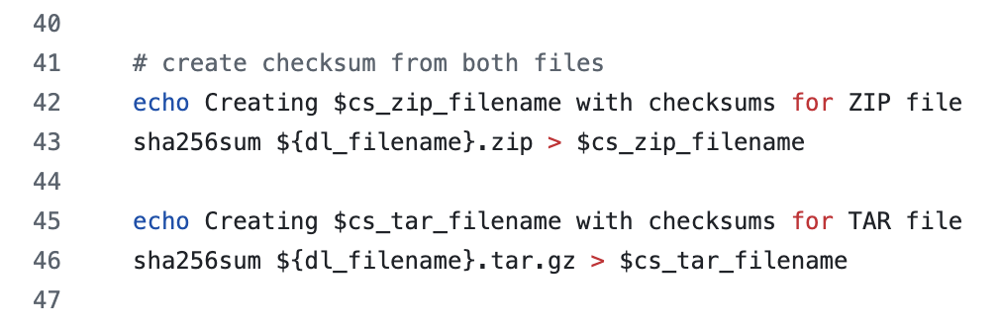 40
41 # create checksum from both files
42 echo Creating $cs_zip_filename with checksums for ZIP file
43 sha256sum ${dl_filename}.zip > $cs_zip_filename
44
45 echo Creating $cs_tar_filename with checksums for TAR file
46 sha256sum ${dl_filename}.tar.gz > $cs_tar_filename
47